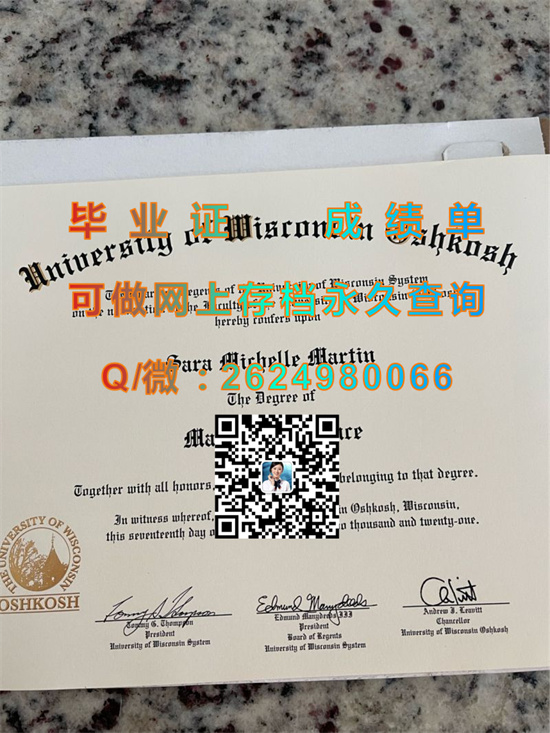 毕业证 成绩单
University of Wisconsin Oshkosh
of the University of Wisconsin System
可做网上存档永久查询
hereby confers upon
Sara Michelle Martin
Q/微：2624980066
The Degree of
Together with all honors, belonging to that degree.
In witness whereof, in Oshkosh, Wisconsin,
this seventeenth day o two thousand and twenty-one.
THE UNIVERSITY OF WISCONSIN
OSHKOSH
Tommy G. Thompson
President
University of Wisconsin System
Edmund Manydeeds III
President
Board of Regents
University of Wisconsin System
Andrew J. Leavitt
Chancellor
University of Wisconsin Oshkosh